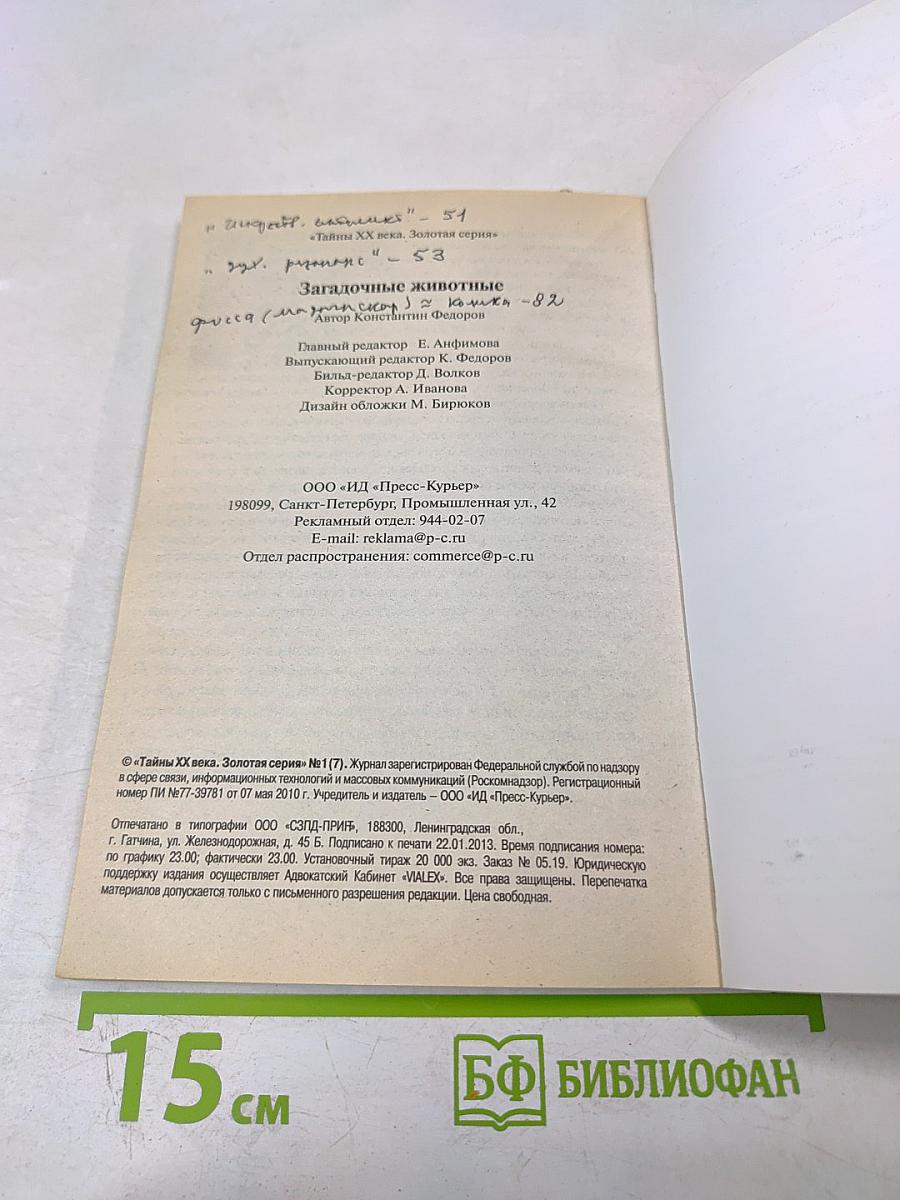 – 51
«Тайны XX века. Золотая серия»
" – 53
Загадочные животные
фосса (мадагаскар) ≈ кошка – 82
Автор Константин Федоров
Главный редактор Е. Анфимова
Выпускающий редактор К. Федоров
Бильд-редактор Д. Волков
Корректор А. Иванова
Дизайн обложки М. Бирюков
ООО «ИД «Пресс-Курьер»
198099, Санкт-Петербург, Промышленная ул., 42
Рекламный отдел: 944-02-07
E-mail: reklama@p-c.ru
Отдел распространения: commerce@p-c.ru
© «Тайны XX века. Золотая серия» №1(7). Журнал зарегистрирован Федеральной службой по надзору
в сфере связи, информационных технологий и массовых коммуникаций (Роскомнадзор). Регистрационный
номер ПИ №77-39781 от 07 мая 2010 г. Учредитель и издатель – ООО «ИД «Пресс-Курьер».
Отпечатано в типографии ООО «СЗПД-ПРИНТ», 188300, Ленинградская обл.,
г. Гатчина, ул. Железнодорожная, д. 45 Б. Подписано к печати 22.01.2013. Время подписания номера:
по графику 23.00; фактически 23.00. Установочный тираж 20 000 экз. Заказ № 05.19. Юридическую
поддержку издания осуществляет Адвокатский Кабинет «VIALEX». Все права защищены. Перепечатка
материалов допускается только с письменного разрешения редакции. Цена свободная.
15 см
БФ БИБЛИОФАН